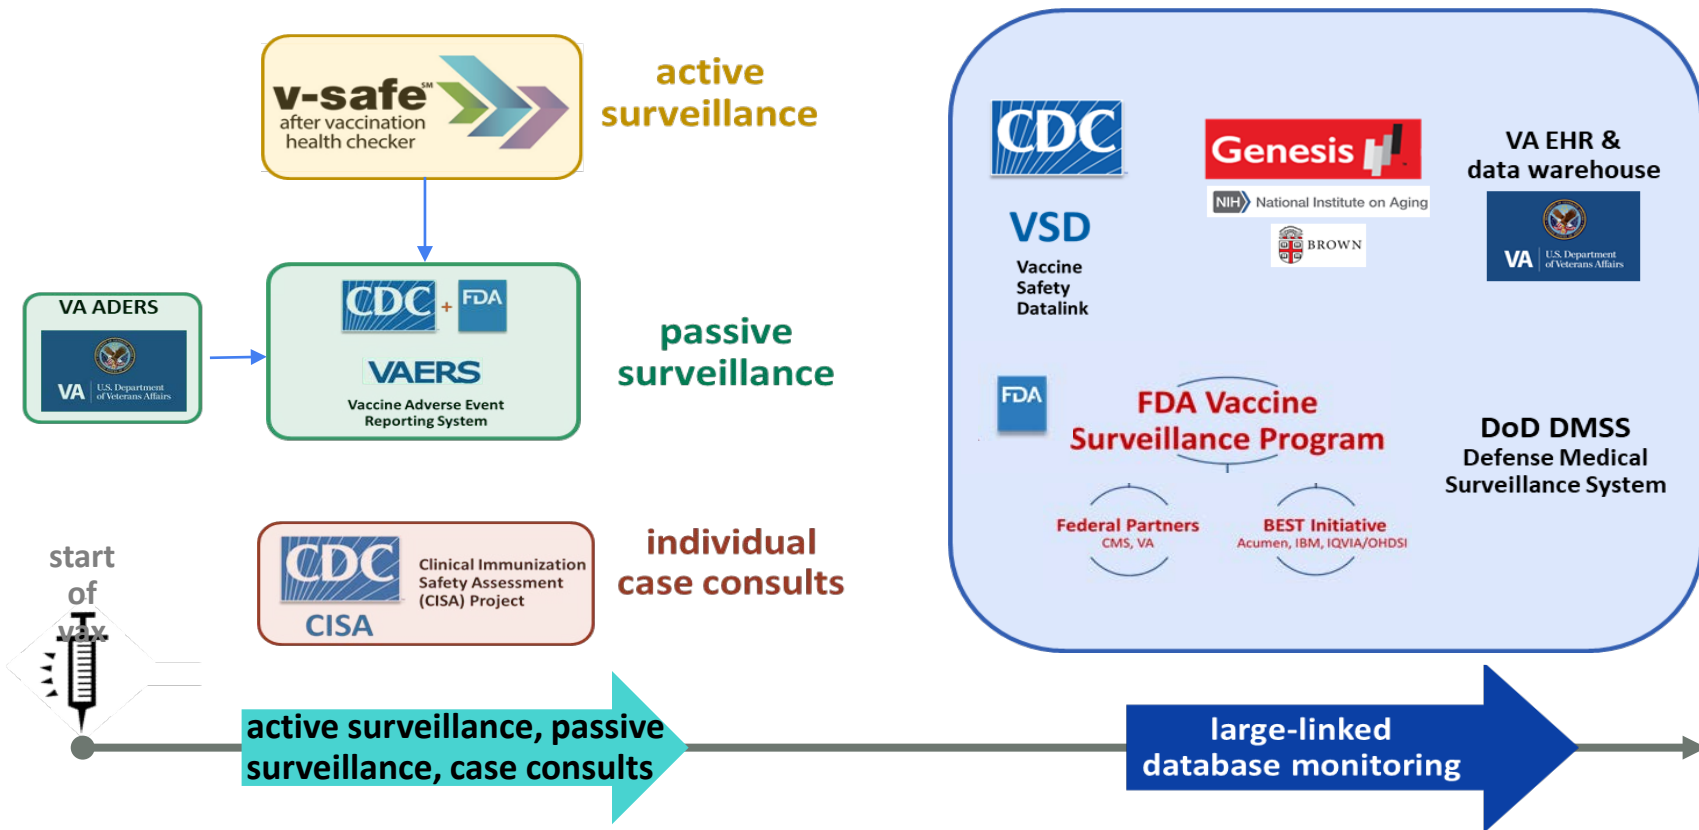 v-safe℠
after vaccination
health checker
active
surveillance
VA ADERS
VA
U.S. Department
of Veterans Affairs
CDC + FDA
VAERS
Vaccine Adverse Event
Reporting System
passive
surveillance
CDC
CISA
Clinical Immunization
Safety Assessment
(CISA) Project
individual
case consults
CDC
VSD
Vaccine
Safety
Datalink
Genesis
NIH National Institute on Aging
BROWN
VA EHR &
data warehouse
VA
U.S. Department
of Veterans Affairs
FDA
FDA Vaccine
Surveillance Program
Federal Partners
CMS, VA
BEST Initiative
Acumen, IBM, IQVIA/OHDSI
DoD DMSS
Defense Medical
Surveillance System
start
of
vax
active surveillance, passive
surveillance, case consults
large-linked
database monitoring